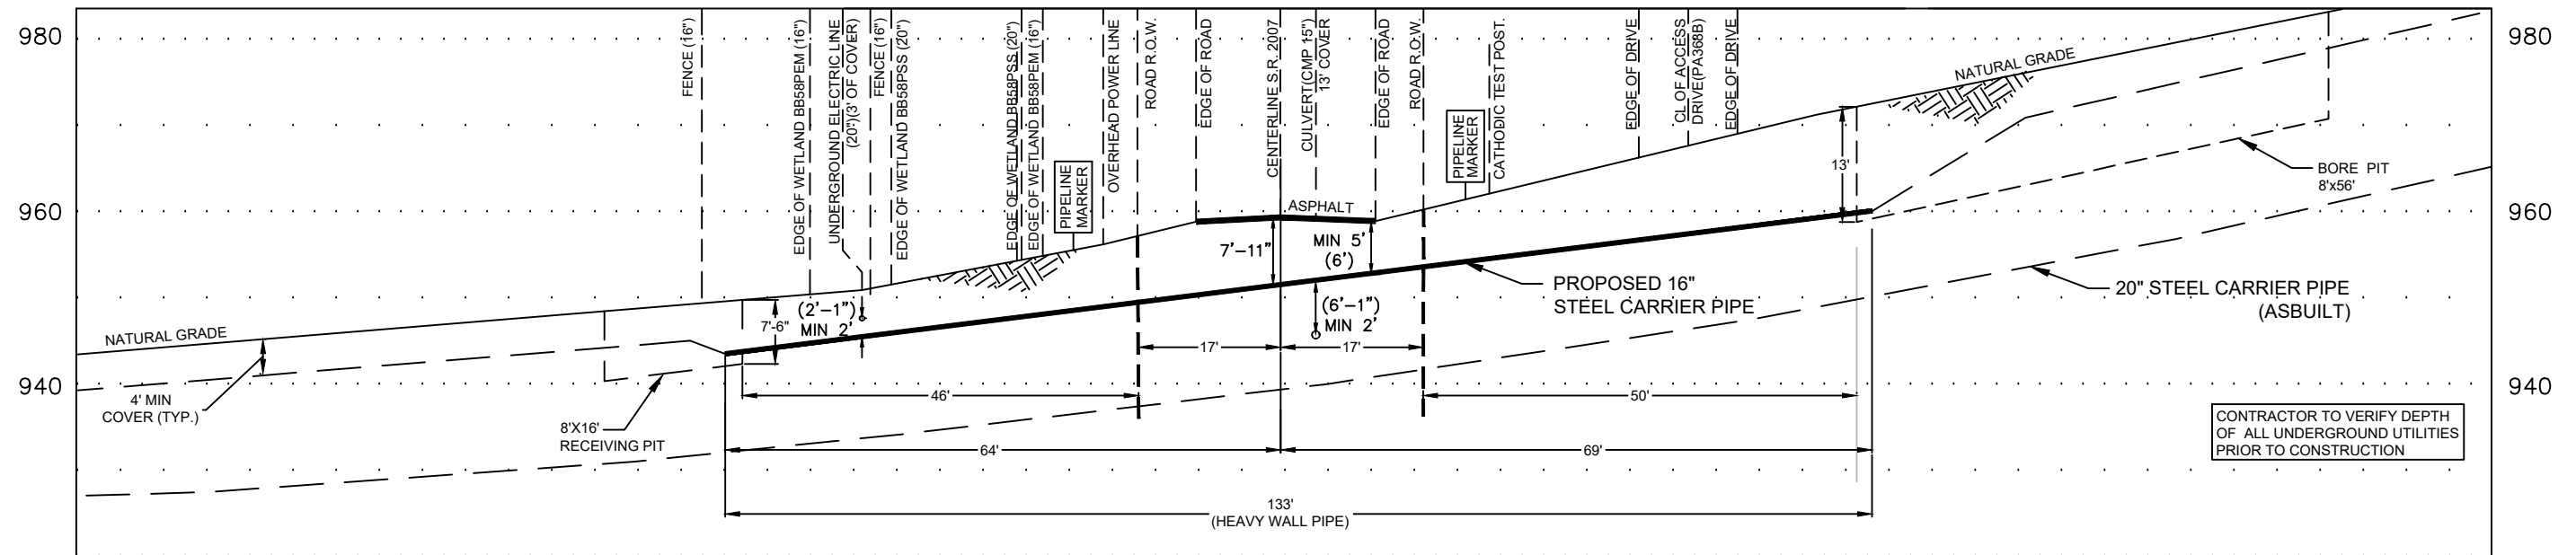 980
960
940
980
960
940
FENCE (16")
EDGE OF WETLAND BB58PEM (16")
UNDERGROUND ELECTRIC LINE
(20")(3' OF COVER)
FENCE (16")
EDGE OF WETLAND BB58PSS (20")
EDGE OF WETLAND BB58PSS (20")
EDGE OF WETLAND BB58PEM (16")
PIPELINE
MARKER
OVERHEAD POWER LINE
ROAD R.O.W.
EDGE OF ROAD
CENTERLINE S.R. 2007
CULVERT(CMP 15")
13' COVER
EDGE OF ROAD
ROAD R.O.W.
PIPELINE
MARKER
CATHODIC TEST POST.
EDGE OF DRIVE
CL OF ACCESS
DRIVE(PA368B)
EDGE OF DRIVE
NATURAL GRADE
13'
BORE PIT
8'x56'
ASPHALT
7'-11"
MIN 5'
(6')
PROPOSED 16"
STEEL CARRIER PIPE
20" STEEL CARRIER PIPE
(ASBUILT)
(6'-1")
MIN 2'
(2'-1")
MIN 2'
7'-6"
NATURAL GRADE
4' MIN
COVER (TYP.)
8'X16'
RECEIVING PIT
17'
17'
46'
50'
64'
69'
133'
(HEAVY WALL PIPE)
CONTRACTOR TO VERIFY DEPTH
OF ALL UNDERGROUND UTILITIES
PRIOR TO CONSTRUCTION